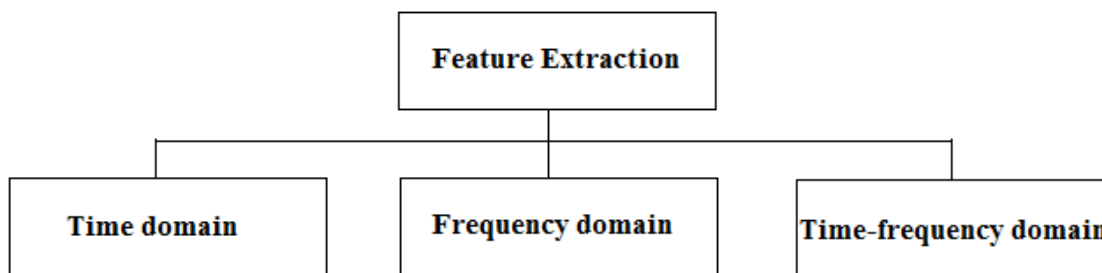 Feature Extraction
Time domain
Frequency domain
Time-frequency domain